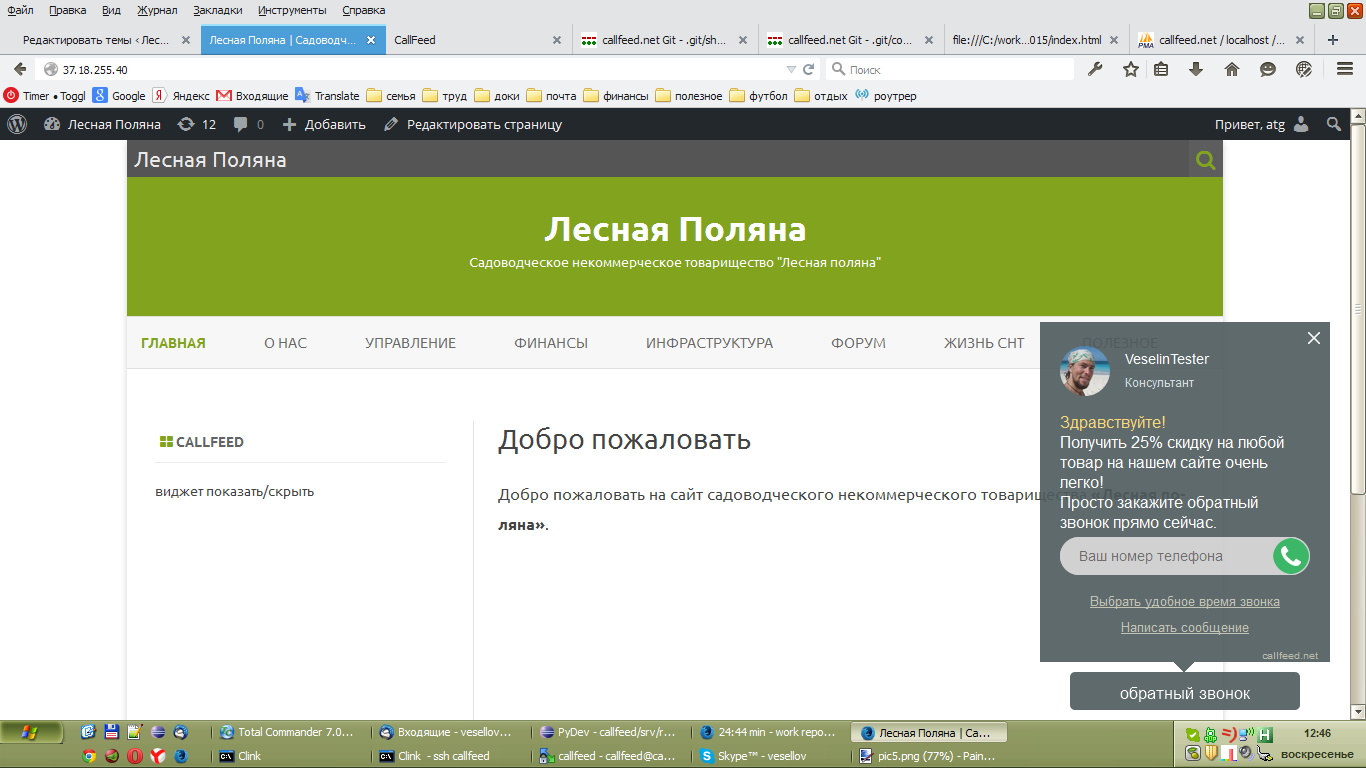 Файл Правка Вид Журнал Закладки Инструменты Справка
Редактировать темы ‹ Лес... Лесная Поляна | Садоводч... CallFeed callfeed.net Git - .git/sh... callfeed.net Git - .git/co... file:///C:/work...015/index.html callfeed.net / localhost /...
37.18.255.40 Поиск
Timer • Toggl Google Яндекс Входящие Translate семья труд доки почта финансы полезное футбол отдых роутрер
Лесная Поляна 12 0 Добавить Редактировать страницу Привет, atg
Лесная Поляна
Лесная Поляна
Садоводческое некоммерческое товарищество "Лесная поляна"
ГЛАВНАЯ О НАС УПРАВЛЕНИЕ ФИНАНСЫ ИНФРАСТРУКТУРА ФОРУМ ЖИЗНЬ СНТ ПОЛЕЗНОЕ
CALLFEED
виджет показать/скрыть
Добро пожаловать
Добро пожаловать на сайт садоводческого некоммерческого товарищества «Лесная по-
ляна».
VeselinTester
Консультант
Здравствуйте!
Получить 25% скидку на любой
товар на нашем сайте очень
легко!
Просто закажите обратный
звонок прямо сейчас.
Ваш номер телефона
Выбрать удобное время звонка
Написать сообщение
callfeed.net
обратный звонок
Total Commander 7.0... Входящие - vesellov... PyDev - callfeed/srv/r... 24:44 min - work repo... Лесная Поляна | Са... 12:46
Clink Clink - ssh callfeed callfeed - callfeed@ca... Skype™ - vesellov pic5.png (77%) - Pain... воскресенье